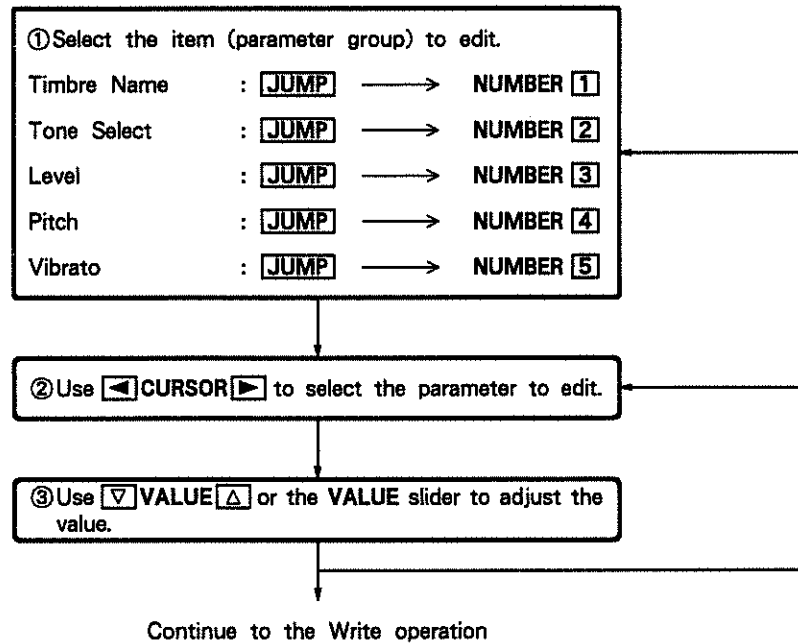 ①Select the item (parameter group) to edit.
Timbre Name : JUMP ⟶ NUMBER 1
Tone Select : JUMP ⟶ NUMBER 2
Level : JUMP ⟶ NUMBER 3
Pitch : JUMP ⟶ NUMBER 4
Vibrato : JUMP ⟶ NUMBER 5
②Use ◀ CURSOR ▶ to select the parameter to edit.
③Use ▽ VALUE △ or the VALUE slider to adjust the
value.
Continue to the Write operation